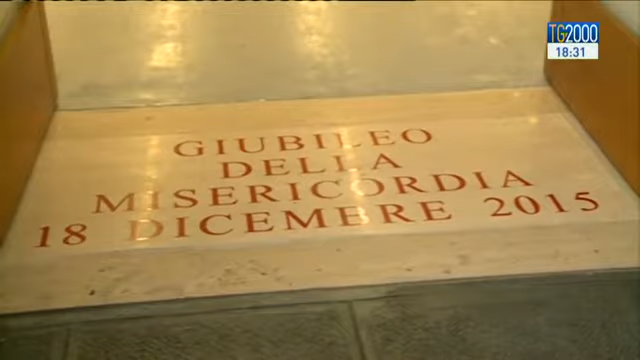 TG2000
18:31
GIUBILEO
DELLA
MISERICORDIA
18 DICEMBRE 2015